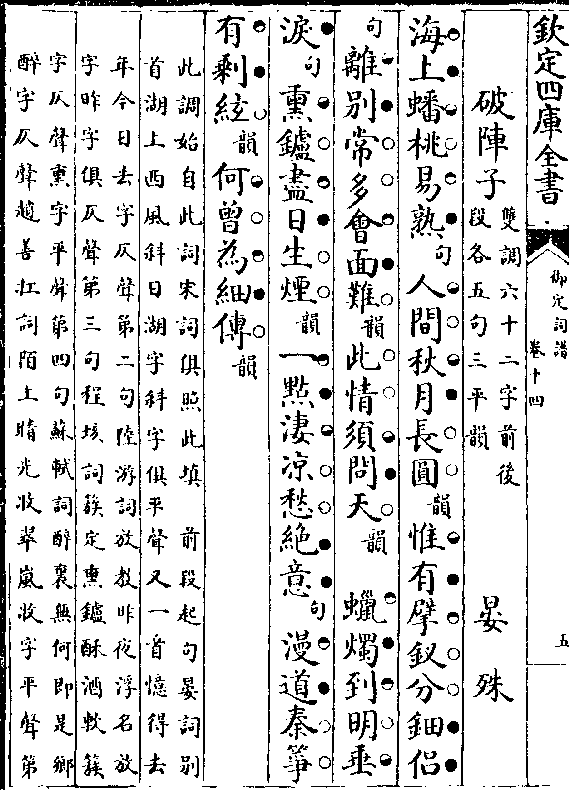 欽定四庫全書
御定詞譜
卷十四
五
破陣子
雙調六十二字前後
段各五句三平韻
晏殊
海上蟠桃易熟句人間秋月長圓韻惟有擘釵分鈿侶
句離別常多會面難韻此情須問天韻 蠟燭到明垂
淚句熏鑪盡日生煙韻一點淒涼愁絕意句漫道秦箏
有剩絃韻何曾為細傳韻
此調始自此詞宋詞俱照此填 前段起句晏詞別
首湖上西風斜日湖字斜字俱平聲又一首憶得去
年今日去字仄聲第二句陸游詞放教昨夜浮名放
字昨字俱仄聲第三句程垓詞簇定熏鑪酥酒軟簇
字仄聲熏字平聲第四句蘇軾詞醉裏無何即是鄉
醉字仄聲趙善扛詞陌上晴光收翠嵐收字平聲第